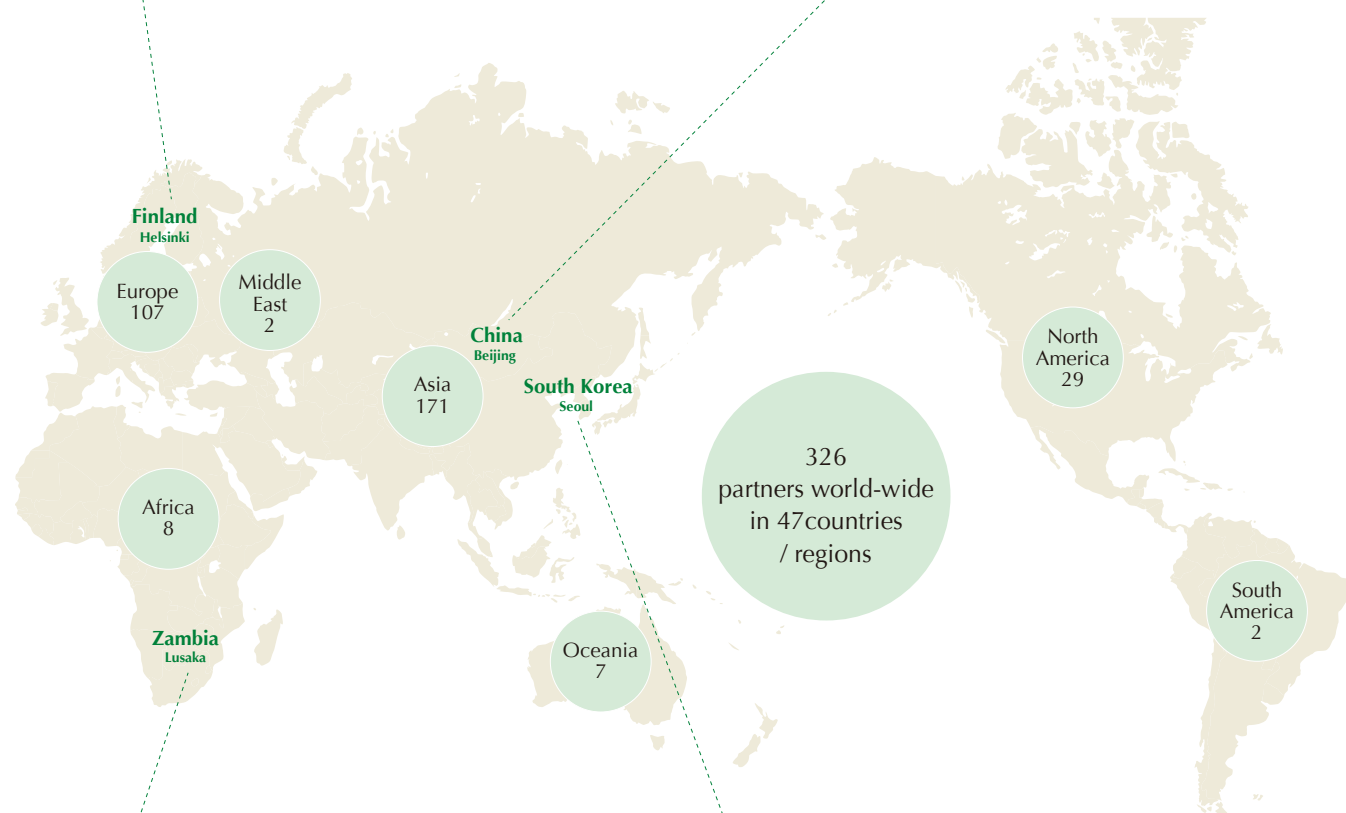 Finland
Helsinki
Europe
107
Middle
East
2
China
Beijing
Asia
171
South Korea
Seoul
North
America
29
326
partners world-wide
in 47countries
/ regions
Africa
8
Zambia
Lusaka
Oceania
7
South
America
2